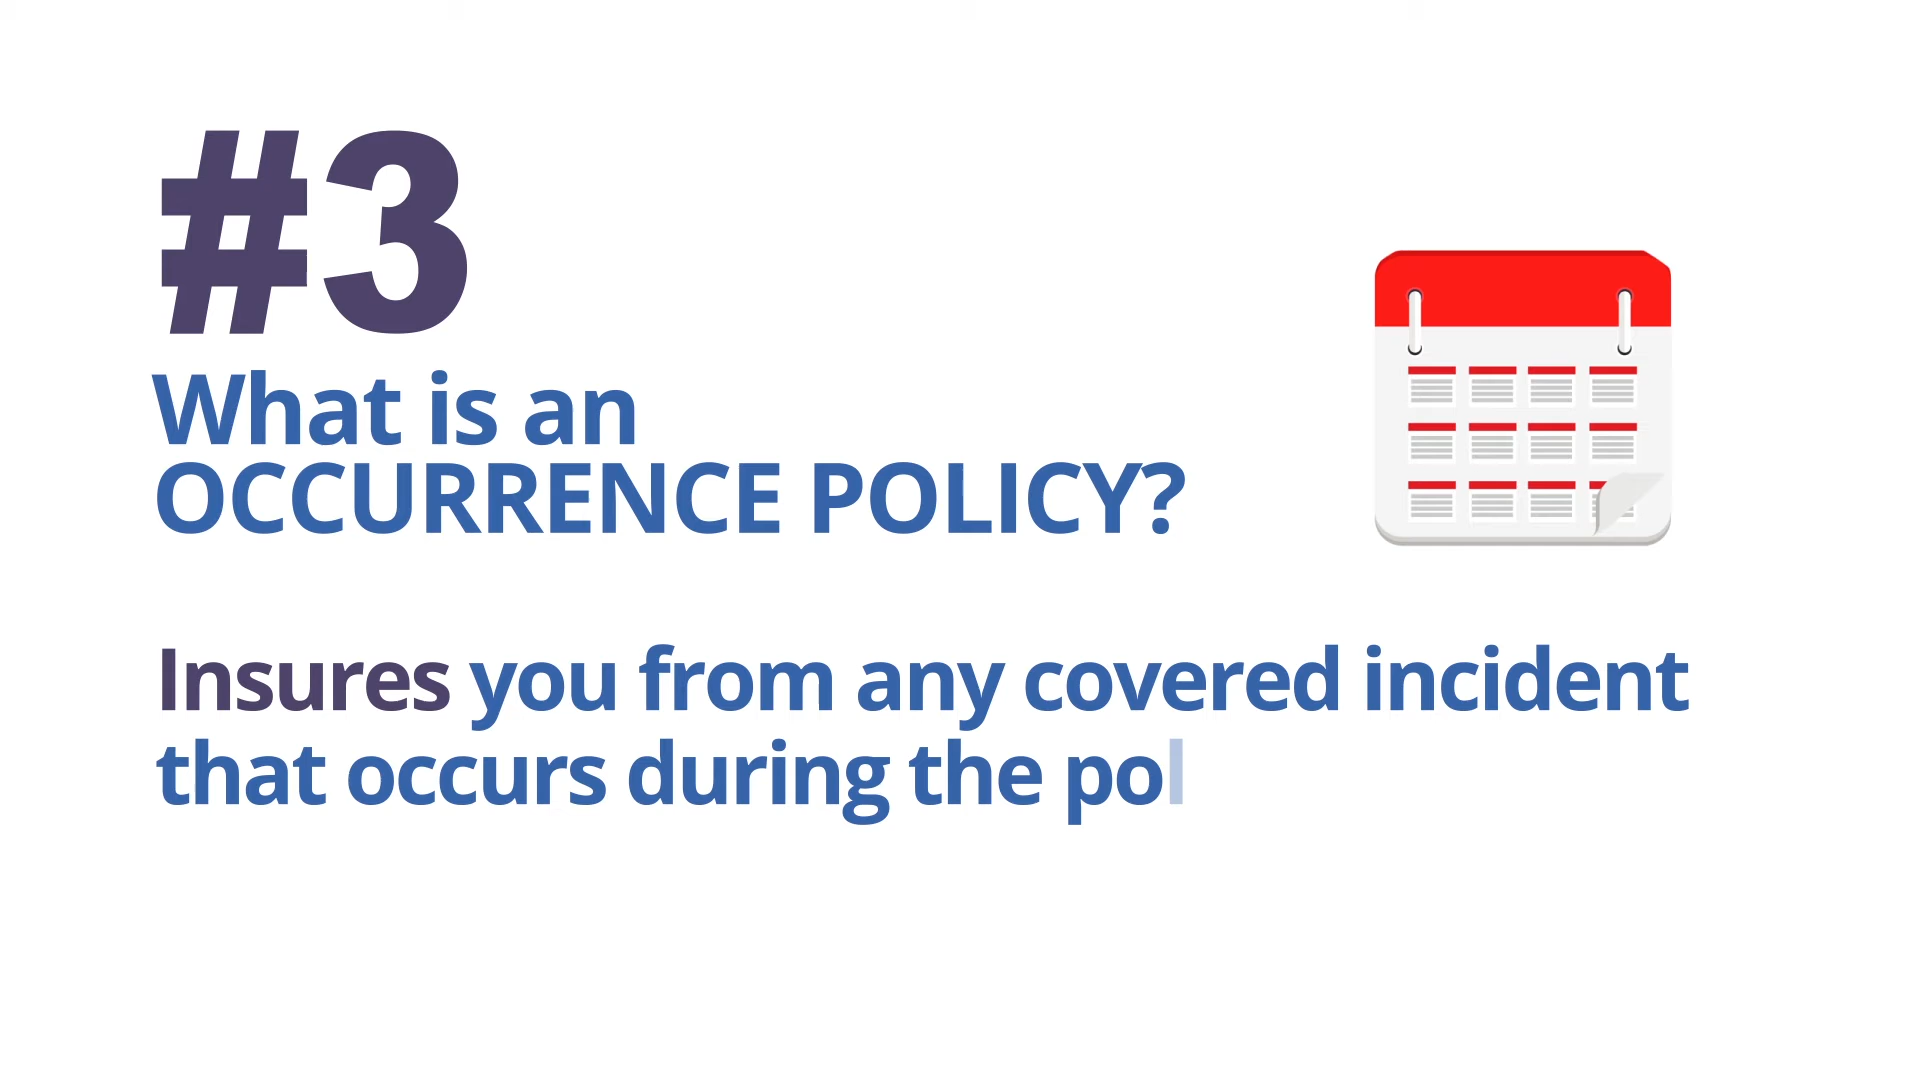 #3
What is an
OCCURRENCE POLICY?
Insures you from any covered incident
that occurs during the pol